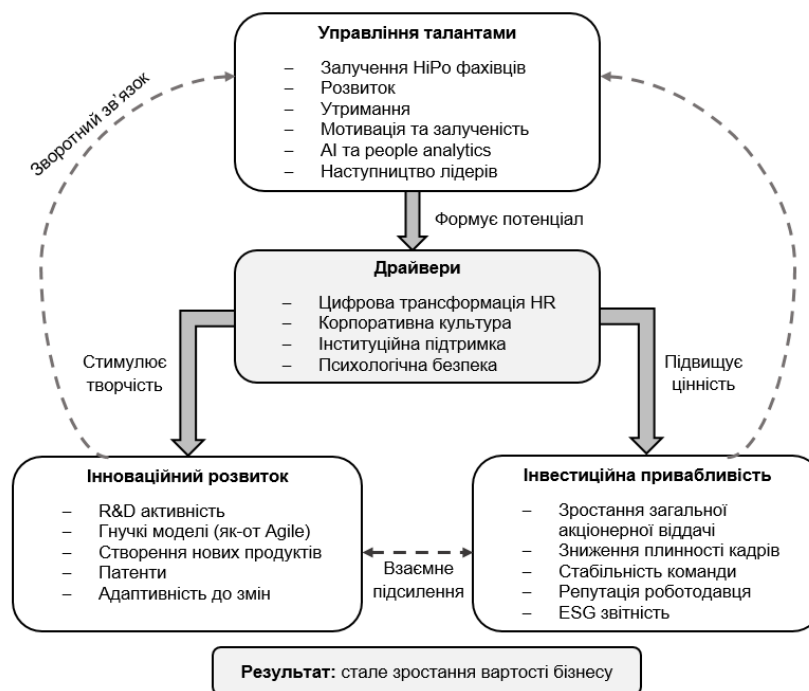 Управління талантами
– Залучення HiPo фахівців
– Розвиток
– Утримання
– Мотивація та залученість
– AI та people analytics
– Наступництво лідерів
Зворотний зв’язок
Формує потенціал
Драйвери
– Цифрова трансформація HR
– Корпоративна культура
– Інституційна підтримка
– Психологічна безпека
Стимулює
творчість
Підвищує
цінність
Інноваційний розвиток
– R&D активність
– Гнучкі моделі (як-от Agile)
– Створення нових продуктів
– Патенти
– Адаптивність до змін
Взаємне
підсилення
Інвестиційна привабливість
– Зростання загальної
акціонерної віддачі
– Зниження плинності кадрів
– Стабільність команди
– Репутація роботодавця
– ESG звітність
Результат: стале зростання вартості бізнесу